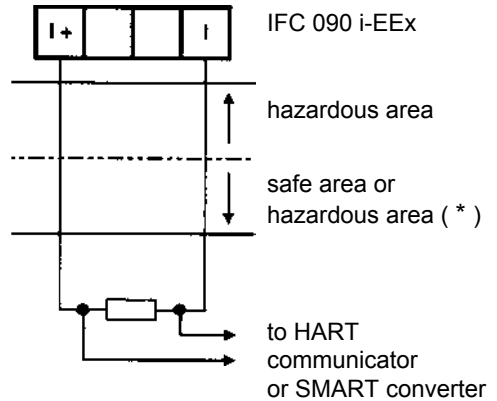 I + I IFC 090 i-EEx
hazardous area
safe area or
hazardous area ( * )
to HART
communicator
or SMART converter